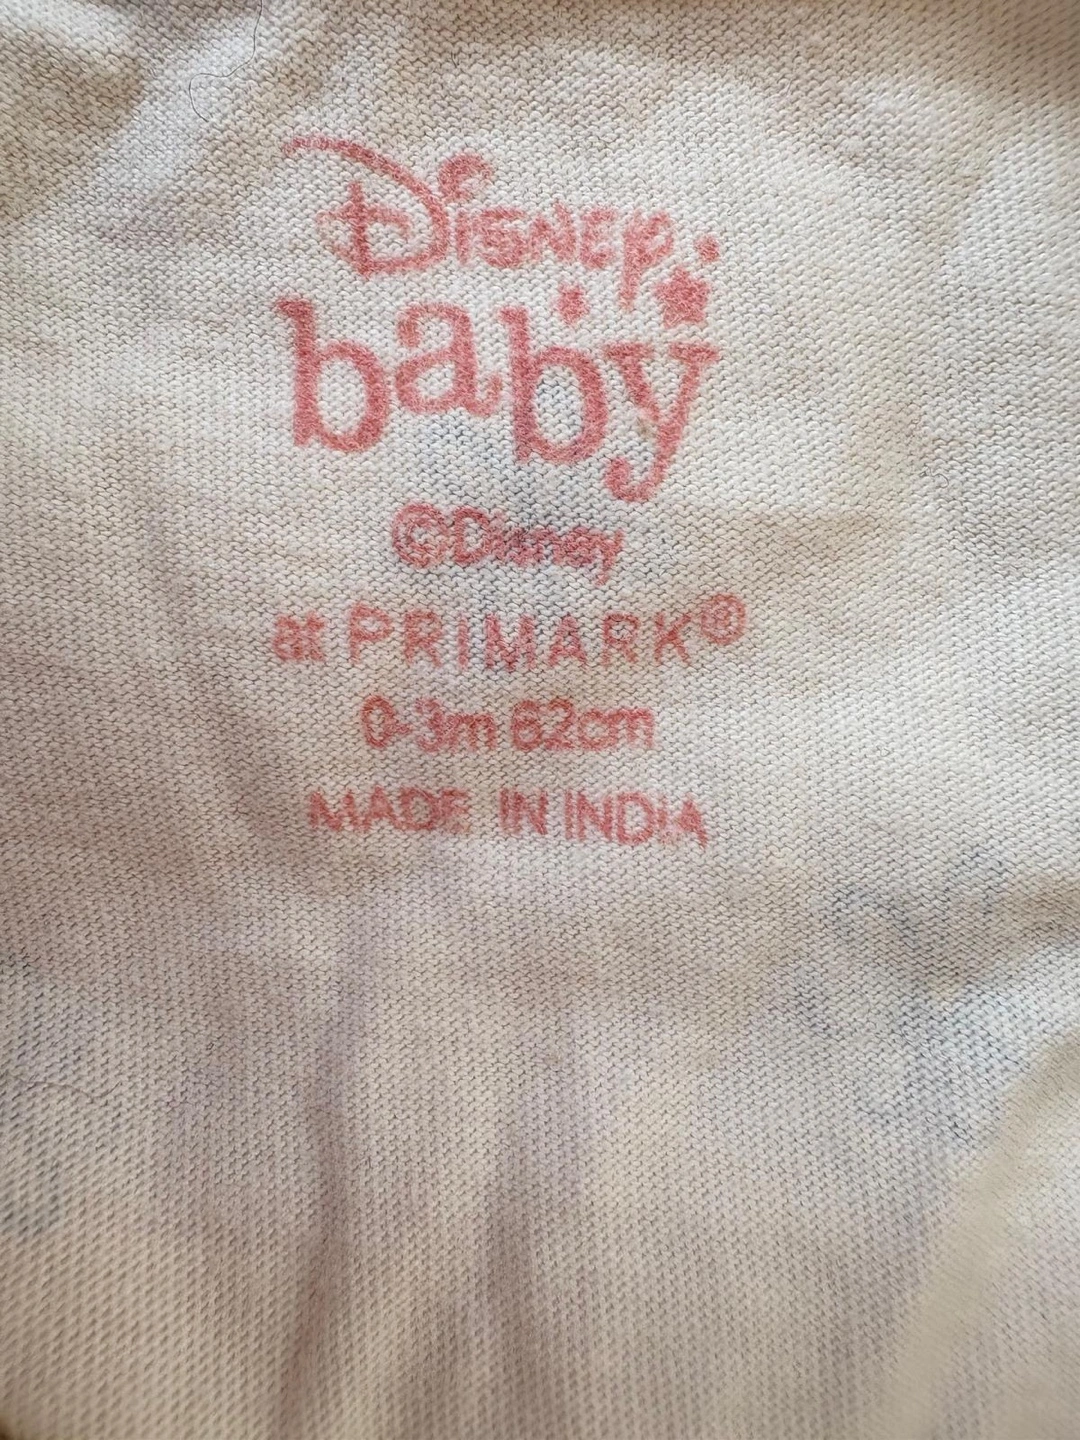 Disney
baby
©Disney
at PRIMARK®
0-3m 62cm
MADE IN INDIA